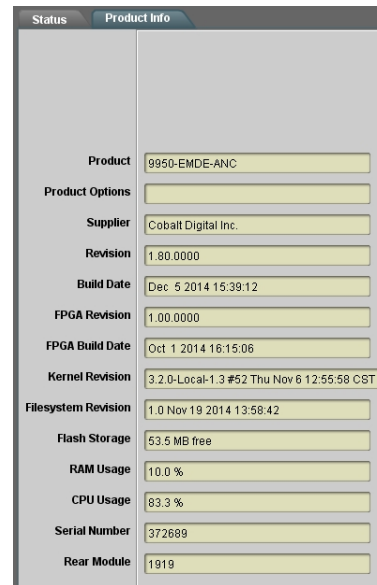 Status Product Info
Product 9950-EMDE-ANC
Product Options
Supplier Cobalt Digital Inc.
Revision 1.80.0000
Build Date Dec 5 2014 15:39:12
FPGA Revision 1.00.0000
FPGA Build Date Oct 1 2014 16:15:06
Kernel Revision 3.2.0-Local-1.3 #52 Thu Nov 6 12:55:58 CST
Filesystem Revision 1.0 Nov 19 2014 13:58:42
Flash Storage 53.5 MB free
RAM Usage 10.0 %
CPU Usage 83.3 %
Serial Number 372689
Rear Module 1919